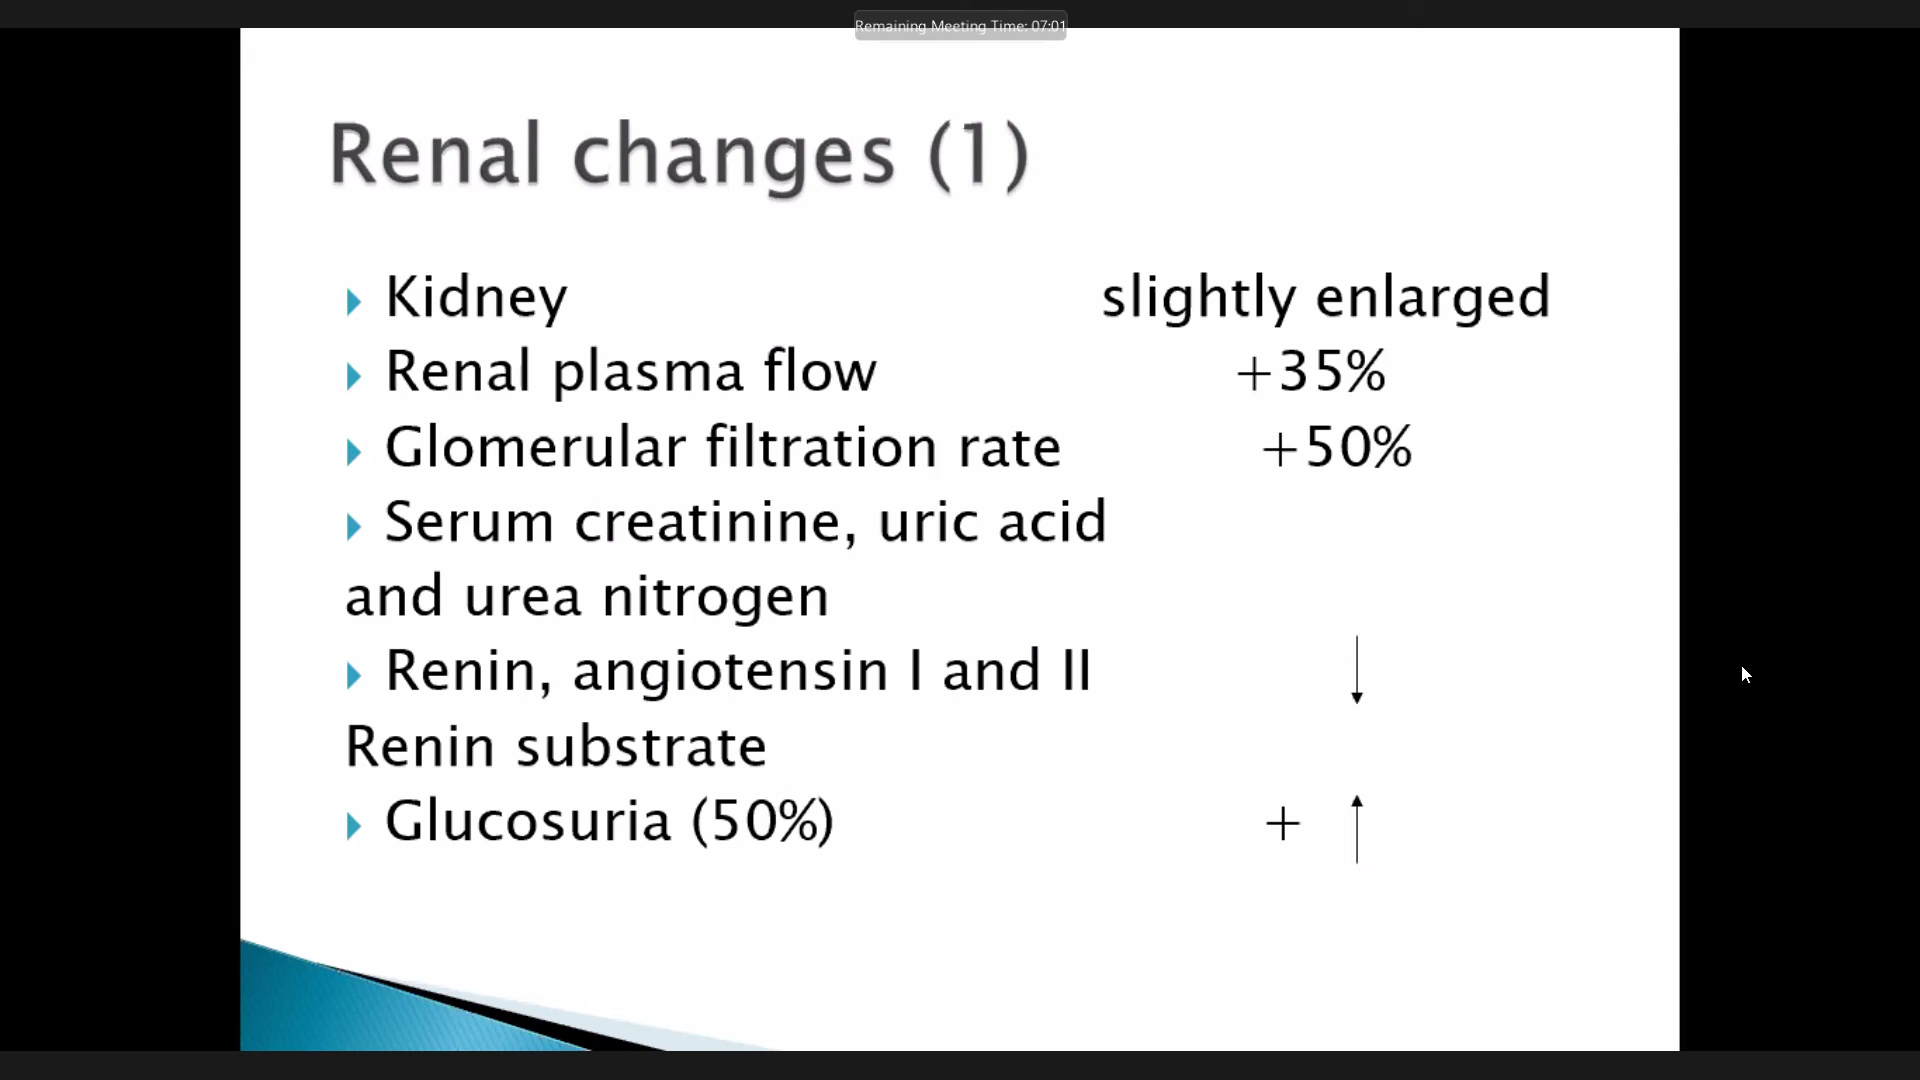 Remaining Meeting Time: 07:01
Renal changes (1)
Kidney slightly enlarged
Renal plasma flow +35%
Glomerular filtration rate +50%
Serum creatinine, uric acid
and urea nitrogen
Renin, angiotensin I and II ↓
Renin substrate
Glucosuria (50%) + ↑